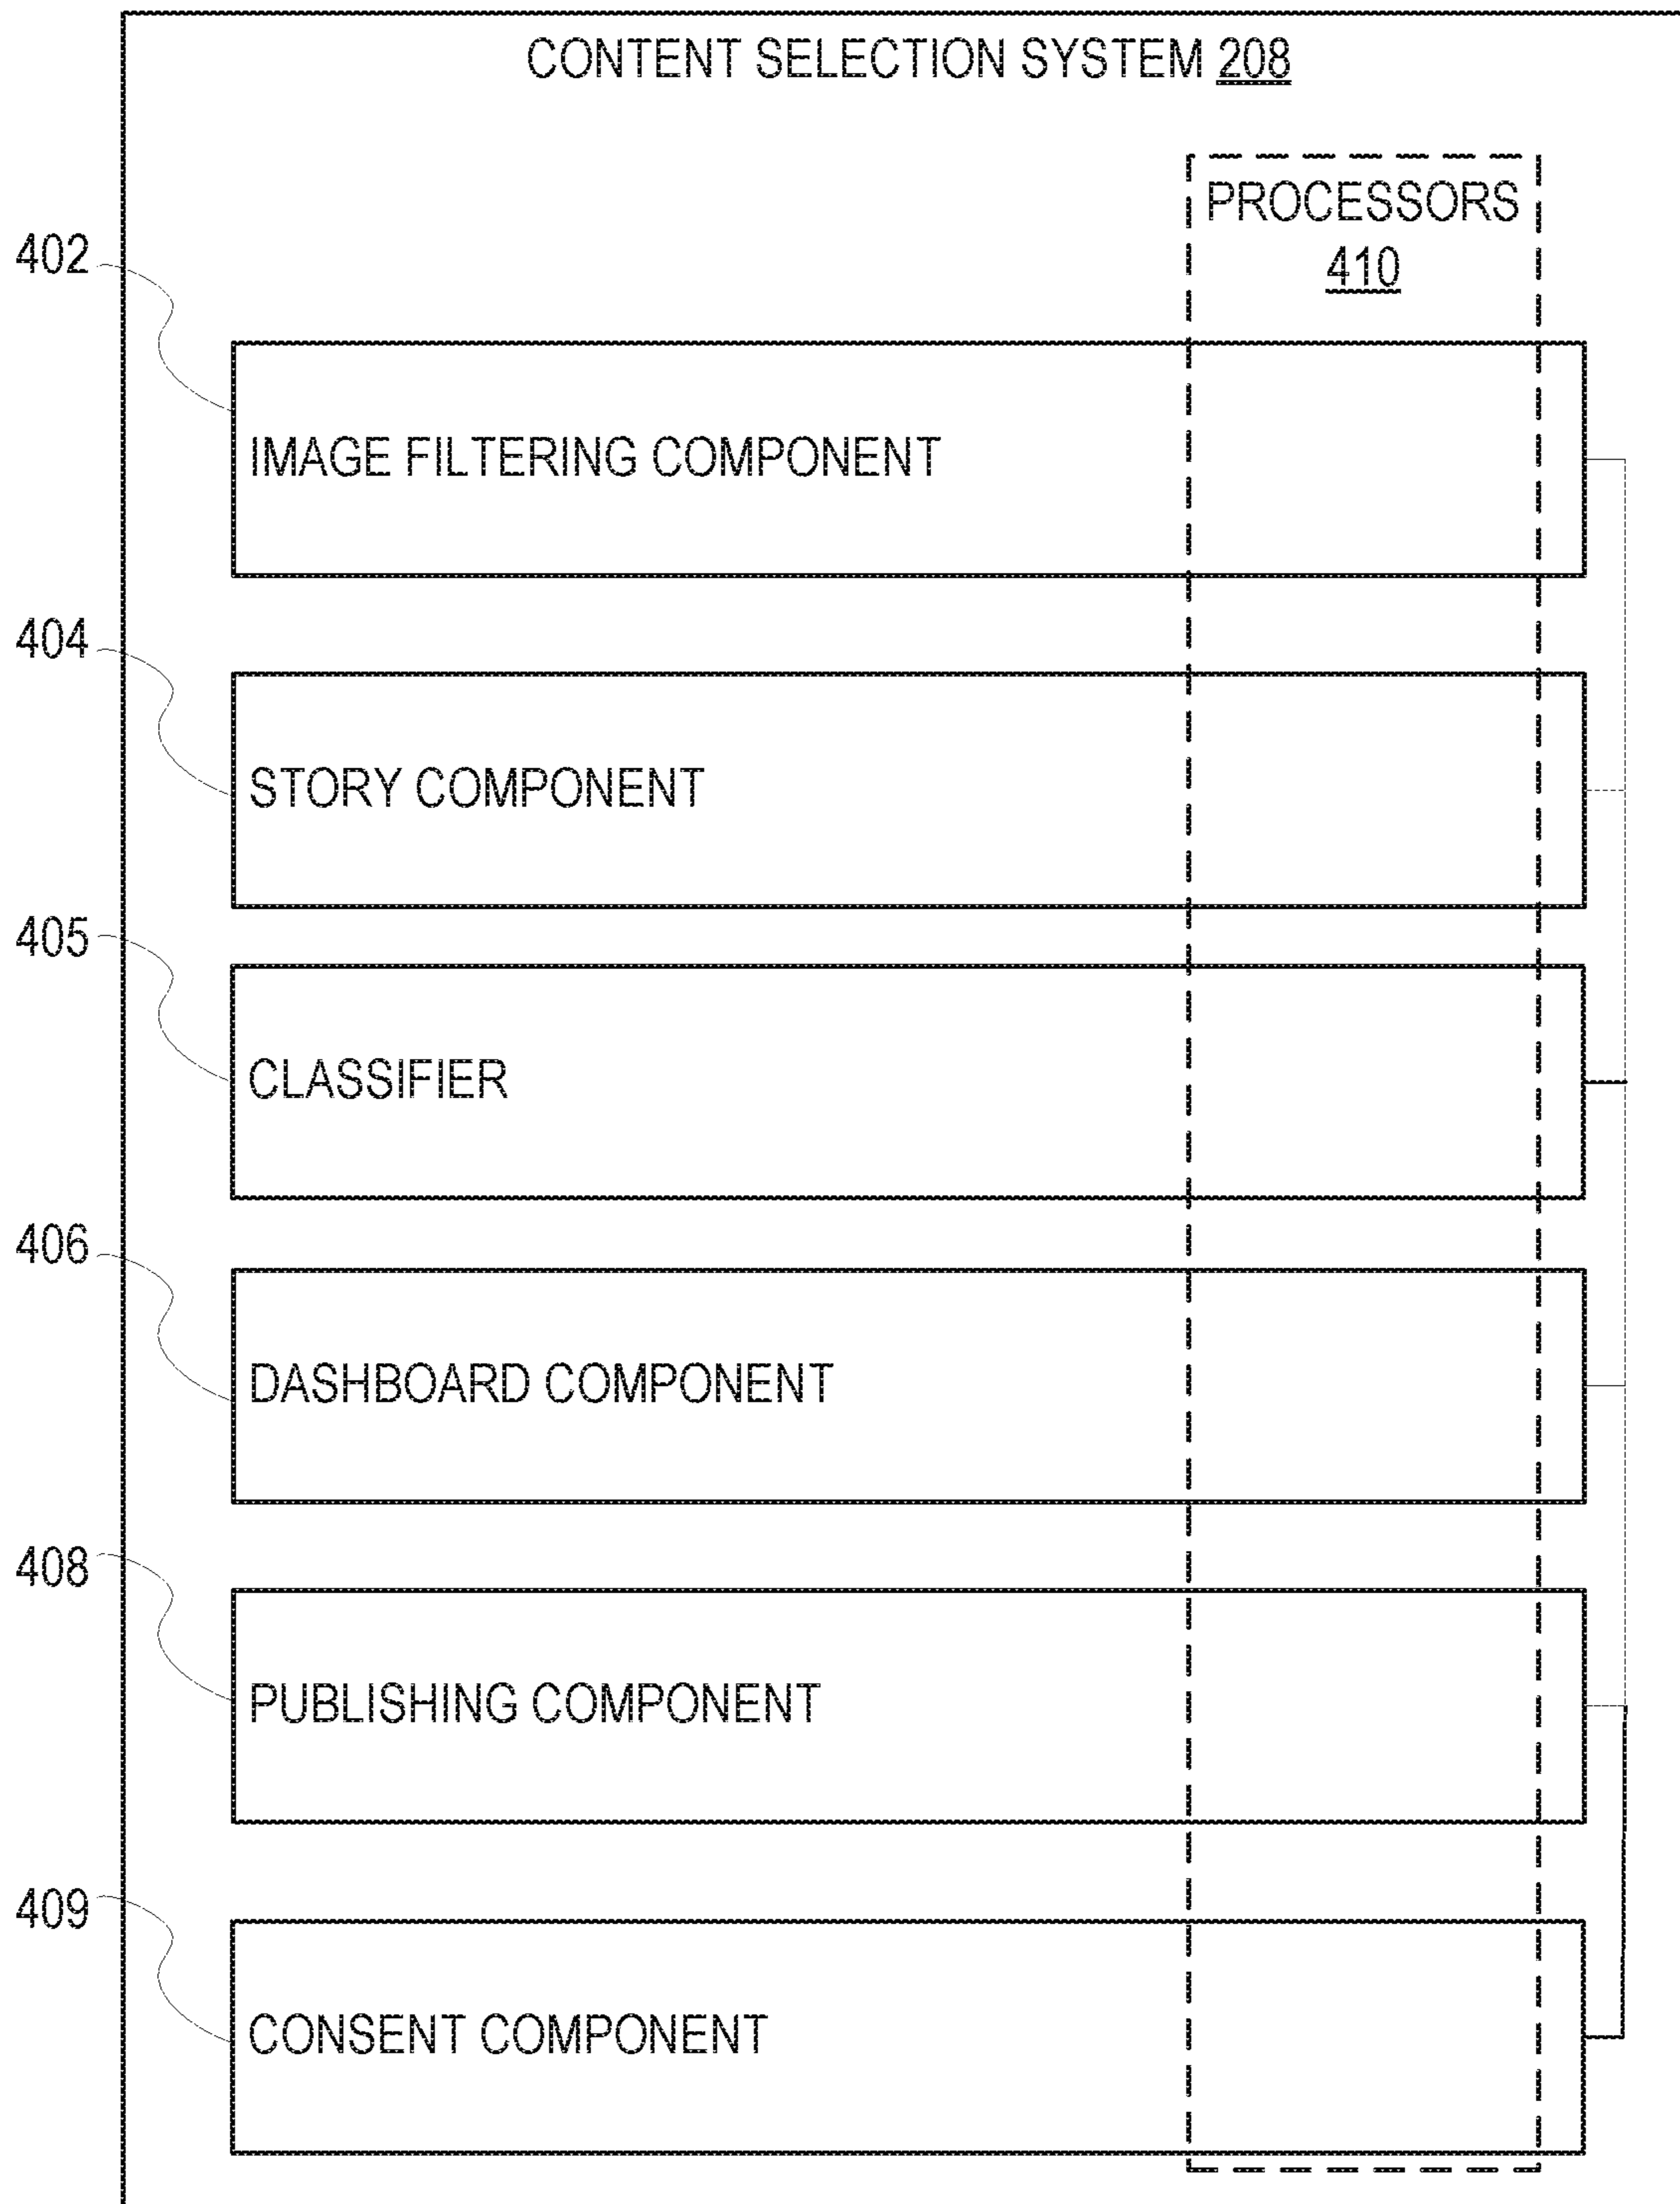 CONTENT SELECTION SYSTEM 208
PROCESSORS
410
402
IMAGE FILTERING COMPONENT
404
STORY COMPONENT
405
CLASSIFIER
406
DASHBOARD COMPONENT
408
PUBLISHING COMPONENT
409
CONSENT COMPONENT